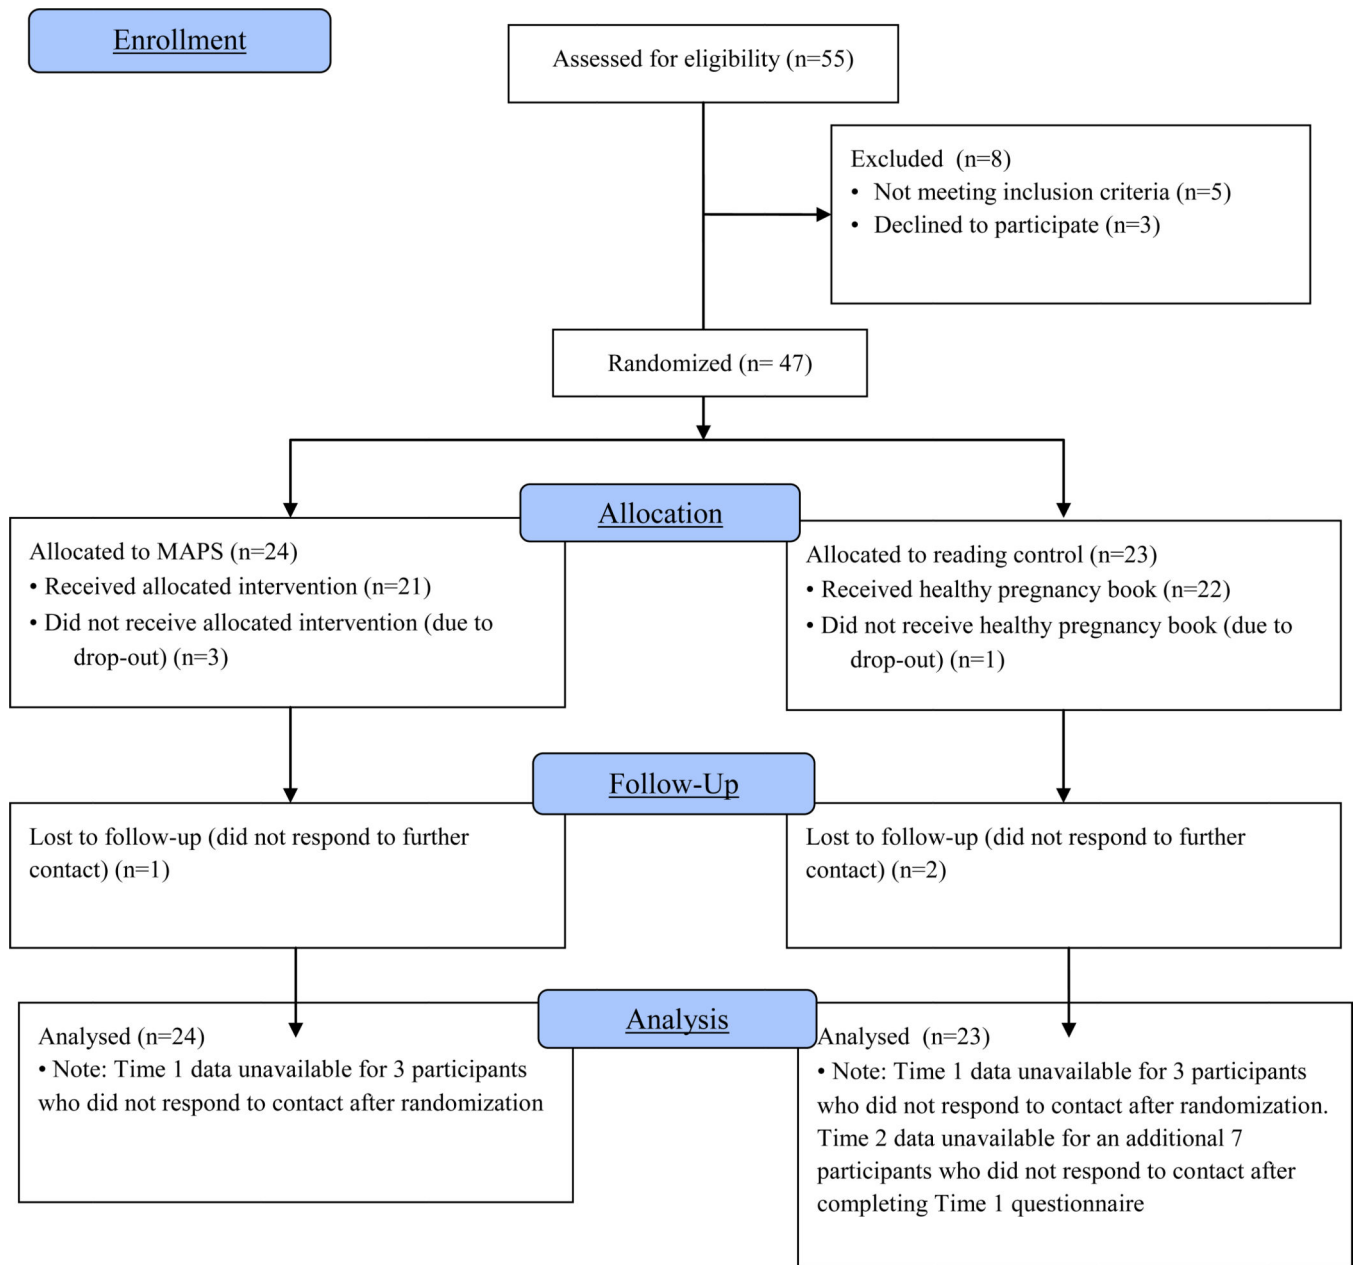 Enrollment
Assessed for eligibility (n=55)
Excluded  (n=8)
• Not meeting inclusion criteria (n=5)
• Declined to participate (n=3)
Randomized (n= 47)
Allocation
Allocated to MAPS (n=24)
• Received allocated intervention (n=21)
• Did not receive allocated intervention (due to
drop-out) (n=3)
Allocated to reading control (n=23)
• Received healthy pregnancy book (n=22)
• Did not receive healthy pregnancy book (due to
drop-out) (n=1)
Follow-Up
Lost to follow-up (did not respond to further
contact) (n=1)
Lost to follow-up (did not respond to further
contact) (n=2)
Analysis
Analysed (n=24)
• Note: Time 1 data unavailable for 3 participants
who did not respond to contact after randomization
Analysed  (n=23)
• Note: Time 1 data unavailable for 3 participants
who did not respond to contact after randomization.
Time 2 data unavailable for an additional 7
participants who did not respond to contact after
completing Time 1 questionnaire